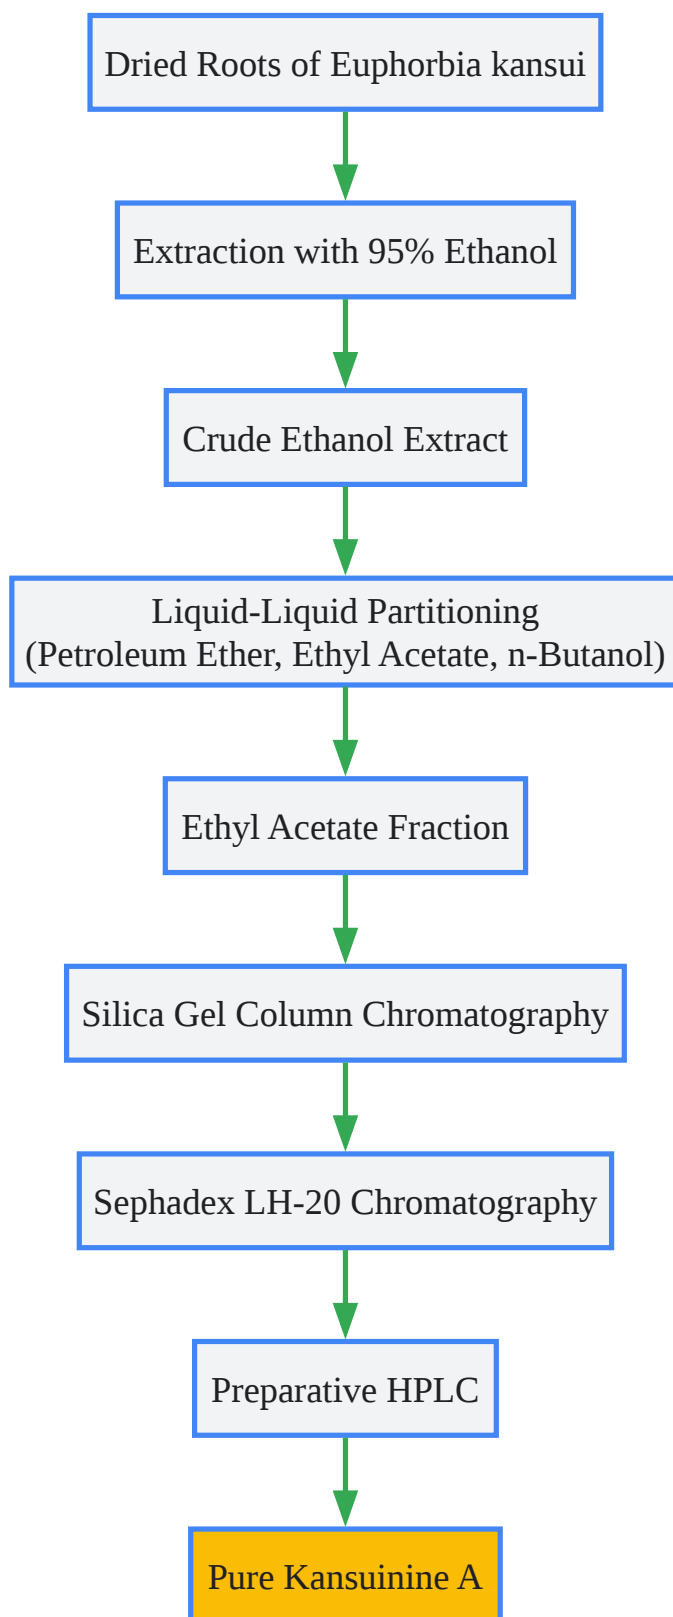 Dried Roots of Euphorbia kansui
Extraction with 95% Ethanol
Crude Ethanol Extract
Liquid-Liquid Partitioning
(Petroleum Ether, Ethyl Acetate, n-Butanol)
Ethyl Acetate Fraction
Silica Gel Column Chromatography
Sephadex LH-20 Chromatography
Preparative HPLC
Pure Kansuinine A